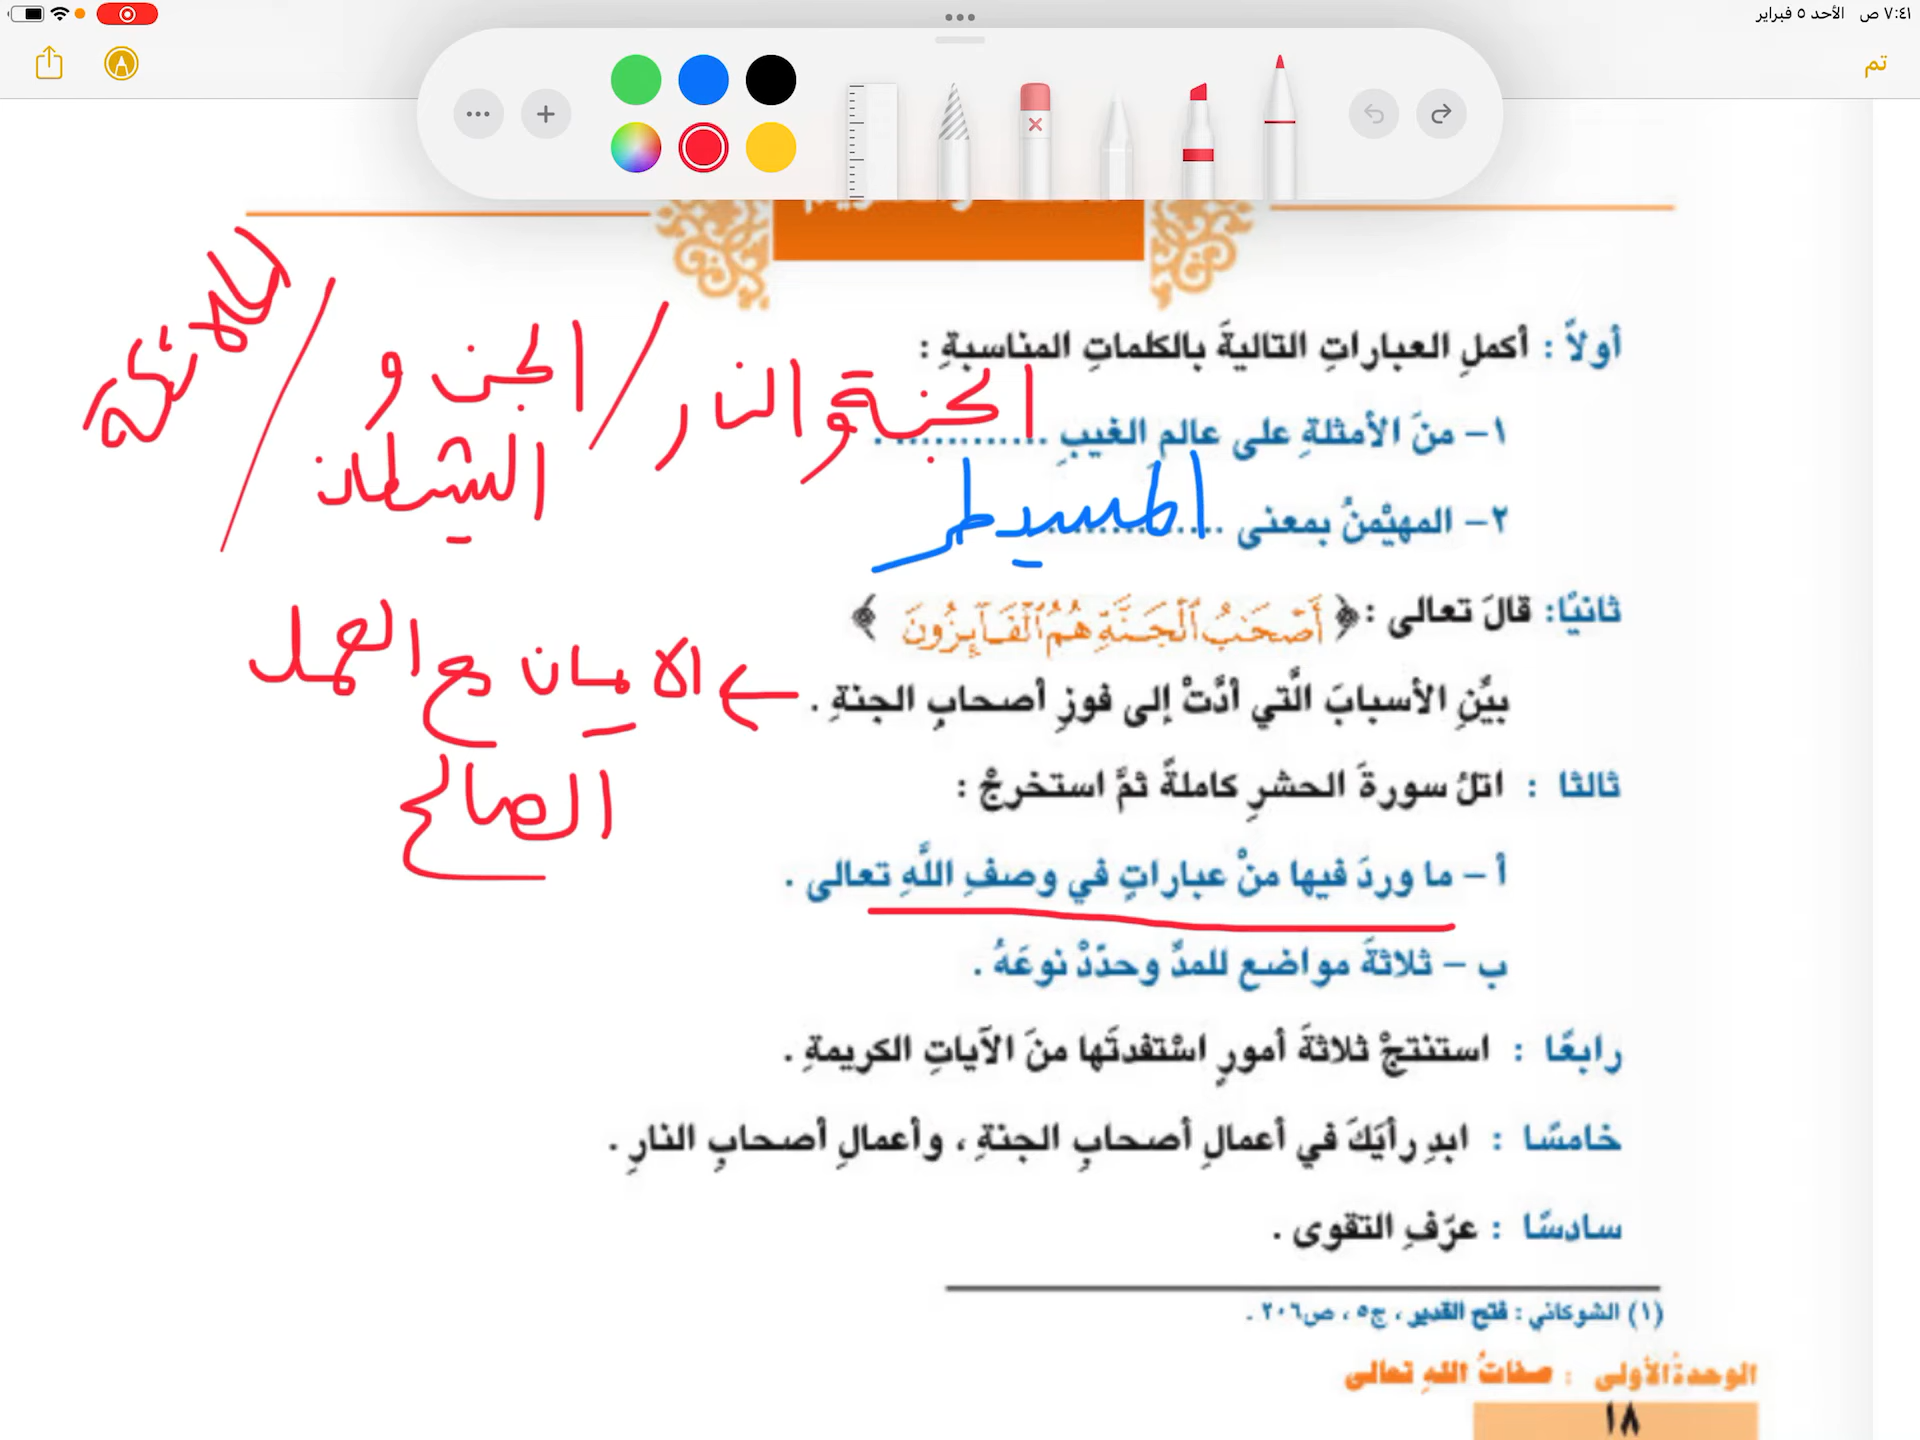 ٧:٤١ ص الأحد ٥ فبراير
تم
أولاً : أكملِ العباراتِ التاليةَ بالكلماتِ المناسبةِ :
١- منَ الأمثلةِ على عالمِ الغيبِ ............ .
الجنة والنار / الجن و الشيطان / الملائكة
٢- المهيْمنُ بمعنى ............
المسيطر
ثانيًا: قالَ تعالى : ﴿ أَصْحَٰبُ ٱلْجَنَّةِ هُمُ ٱلْفَآئِزُونَ ﴾
بيِّنِ الأسبابَ الَّتي أدَّتْ إلى فوزِ أصحابِ الجنةِ .
الايمان مع العمل
الصالح
ثالثا : اتلُ سورةَ الحشرِ كاملةً ثمَّ استخرجْ :
أ – ما وردَ فيها منْ عباراتٍ في وصفِ اللَّهِ تعالى .
ب – ثلاثةَ مواضع للمدِّ وحدِّدْ نوعَهُ .
رابعًا : استنتجْ ثلاثةَ أمورٍ اسْتفدتَها منَ الآياتِ الكريمةِ .
خامسًا : ابدِ رأيَكَ في أعمالِ أصحابِ الجنةِ ، وأعمالِ أصحابِ النارِ .
سادسًا : عرّفِ التقوى .
(١) الشوكاني : فتح القدير ، ج٥ ، ص٢٠٦ .
الوحدةُ الأولى : صفاتُ اللهِ تعالى
١٨